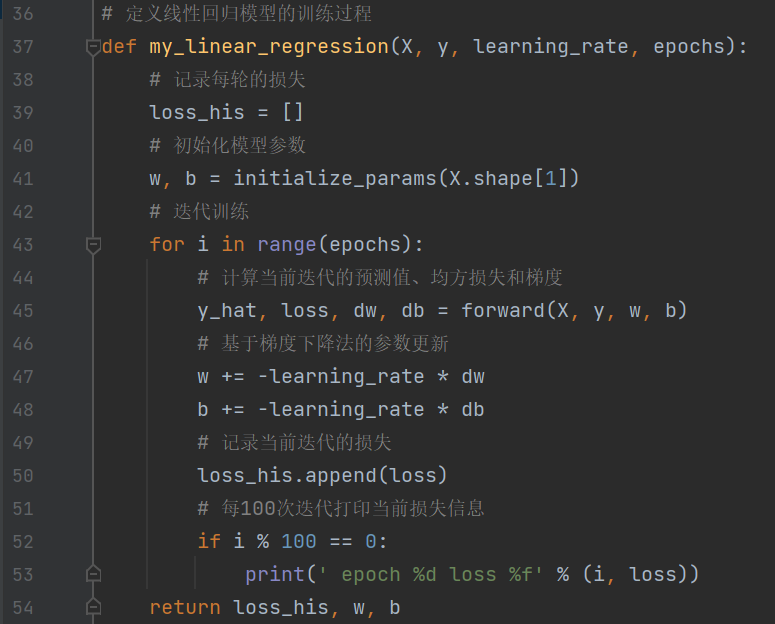 36 # 定义线性回归模型的训练过程
37 def my_linear_regression(X, y, learning_rate, epochs):
38     # 记录每轮的损失
39     loss_his = []
40     # 初始化模型参数
41     w, b = initialize_params(X.shape[1])
42     # 迭代训练
43     for i in range(epochs):
44         # 计算当前迭代的预测值、均方损失和梯度
45         y_hat, loss, dw, db = forward(X, y, w, b)
46         # 基于梯度下降法的参数更新
47         w += -learning_rate * dw
48         b += -learning_rate * db
49         # 记录当前迭代的损失
50         loss_his.append(loss)
51         # 每100次迭代打印当前损失信息
52         if i % 100 == 0:
53             print(' epoch %d loss %f' % (i, loss))
54     return loss_his, w, b